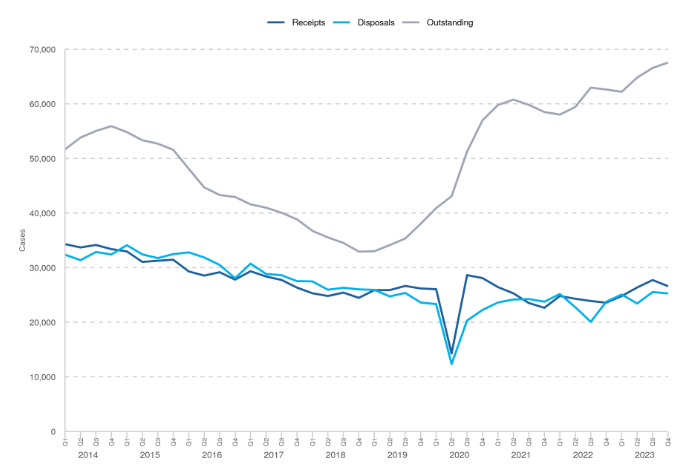 Receipts Disposals Outstanding
70,000
60,000
50,000
40,000
30,000
20,000
10,000
0
Cases
Q1 Q2 Q3 Q4 Q1 Q2 Q3 Q4 Q1 Q2 Q3 Q4 Q1 Q2 Q3 Q4 Q1 Q2 Q3 Q4 Q1 Q2 Q3 Q4 Q1 Q2 Q3 Q4 Q1 Q2 Q3 Q4 Q1 Q2 Q3 Q4 Q1 Q2 Q3 Q4
2014 2015 2016 2017 2018 2019 2020 2021 2022 2023